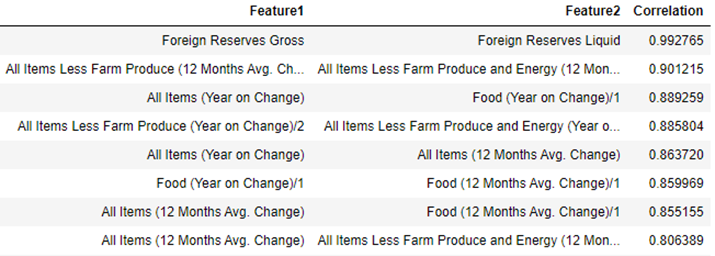 Feature1 Feature2 Correlation
Foreign Reserves Gross Foreign Reserves Liquid 0.992765
All Items Less Farm Produce (12 Months Avg. Ch... All Items Less Farm Produce and Energy (12 Mon... 0.901215
All Items (Year on Change) Food (Year on Change)/1 0.889259
All Items Less Farm Produce (Year on Change)/2 All Items Less Farm Produce and Energy (Year o... 0.885804
All Items (Year on Change) All Items (12 Months Avg. Change) 0.863720
Food (Year on Change)/1 Food (12 Months Avg. Change)/1 0.859969
All Items (12 Months Avg. Change) Food (12 Months Avg. Change)/1 0.855155
All Items (12 Months Avg. Change) All Items Less Farm Produce and Energy (12 Mon... 0.806389